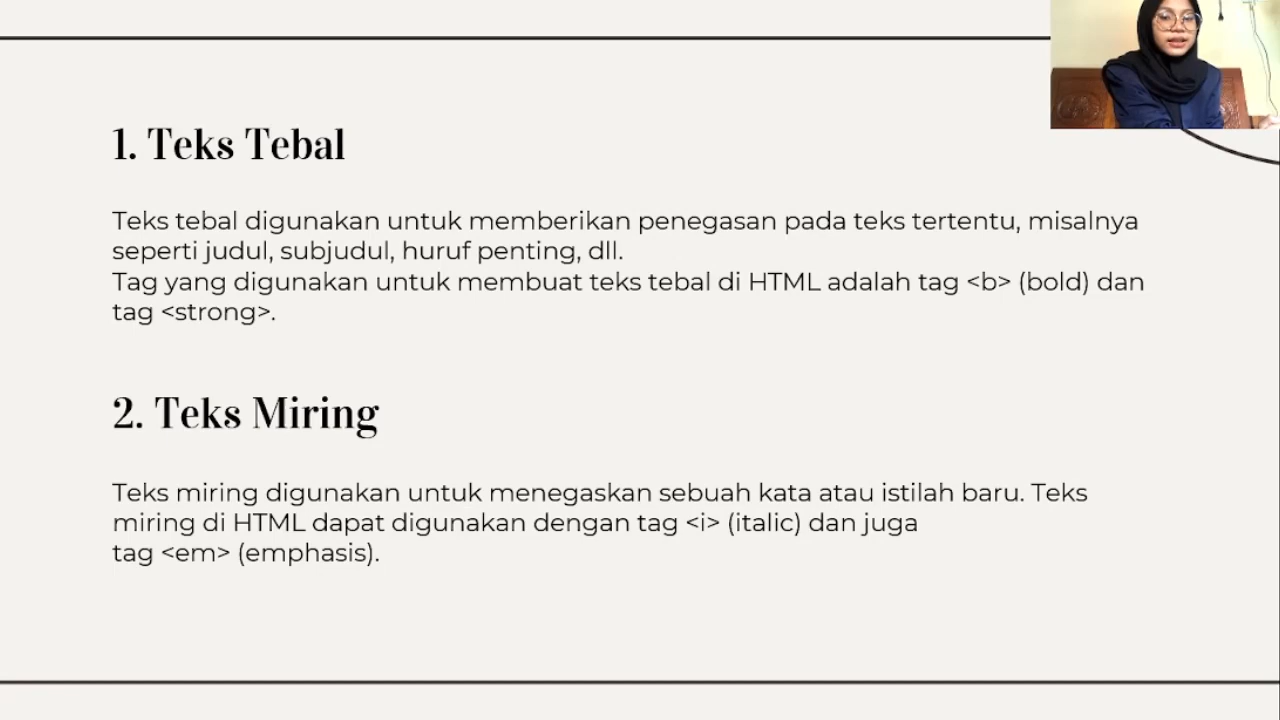 1. Teks Tebal
Teks tebal digunakan untuk memberikan penegasan pada teks tertentu, misalnya
seperti judul, subjudul, huruf penting, dll.
Tag yang digunakan untuk membuat teks tebal di HTML adalah tag <b> (bold) dan
tag <strong>.
2. Teks Miring
Teks miring digunakan untuk menegaskan sebuah kata atau istilah baru. Teks
miring di HTML dapat digunakan dengan tag <i> (italic) dan juga
tag <em> (emphasis).